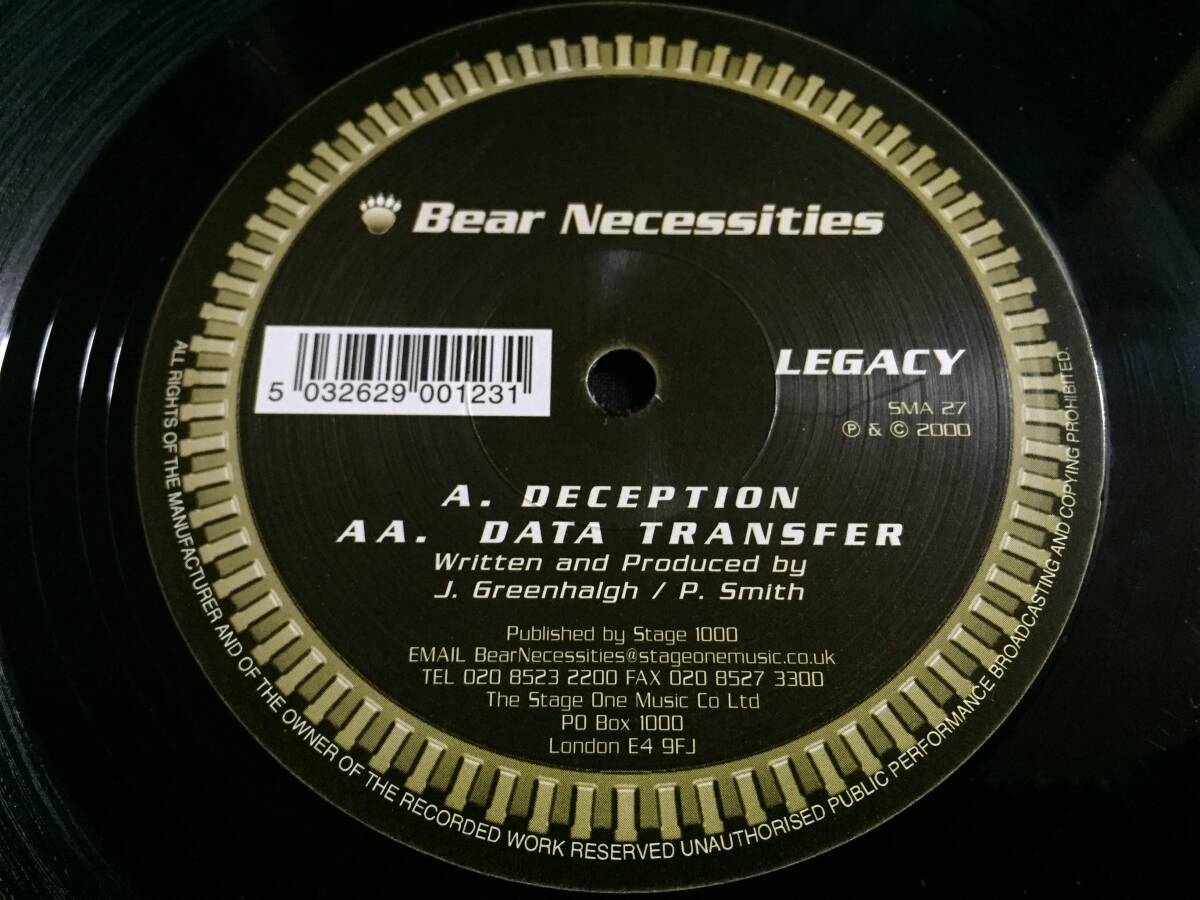 Bear Necessities
5 032629 001231
LEGACY
SMA 27
℗ & © 2000
A. DECEPTION
AA. DATA TRANSFER
Written and Produced by
J. Greenhalgh / P. Smith
Published by Stage 1000
EMAIL BearNecessities@stageonemusic.co.uk
TEL 020 8523 2200 FAX 020 8527 3300
The Stage One Music Co Ltd
PO Box 1000
London E4 9FJ
ALL RIGHTS OF THE MANUFACTURER AND OF THE OWNER OF THE RECORDED WORK RESERVED UNAUTHORISED PUBLIC PERFORMANCE BROADCASTING AND COPYING PROHIBITED.